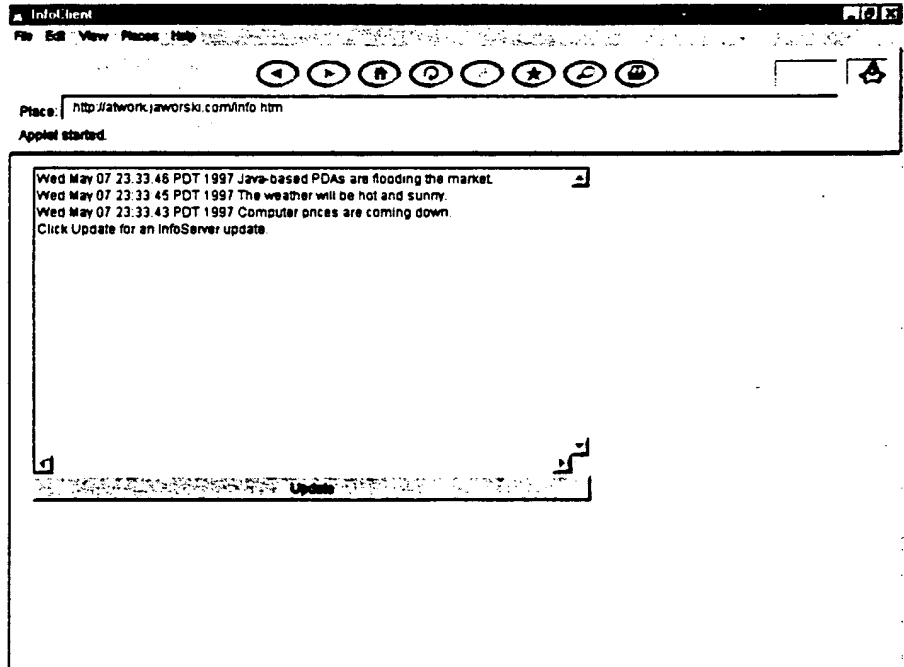 InfoClient
File Edit View Places Help
Place: http://atwork.jaworski.com/info.htm
Applet started.
Wed May 07 23:33:46 PDT 1997 Java-based PDAs are flooding the market.
Wed May 07 23:33:45 PDT 1997 The weather will be hot and sunny.
Wed May 07 23:33:43 PDT 1997 Computer prices are coming down.
Click Update for an InfoServer update.
Update